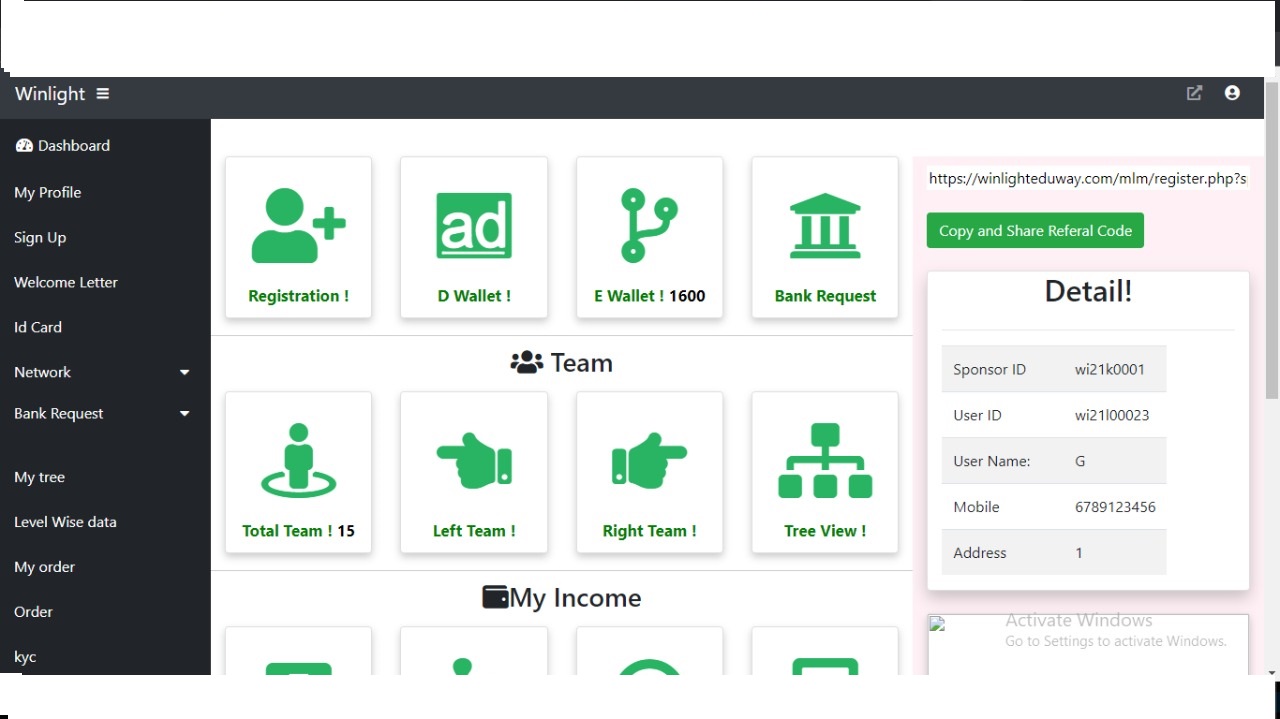 Winlight
Dashboard
My Profile
Sign Up
Welcome Letter
Id Card
Network
Bank Request
My tree
Level Wise data
My order
Order
kyc
Registration !
ad
D Wallet !
E Wallet ! 1600
Bank Request
Team
Total Team ! 15
Left Team !
Right Team !
Tree View !
My Income
https://winlighteduway.com/mlm/register.php?s
Copy and Share Referal Code
Detail!
Sponsor ID wi21k0001
User ID wi21l00023
User Name: G
Mobile 6789123456
Address 1
Activate Windows
Go to Settings to activate Windows.